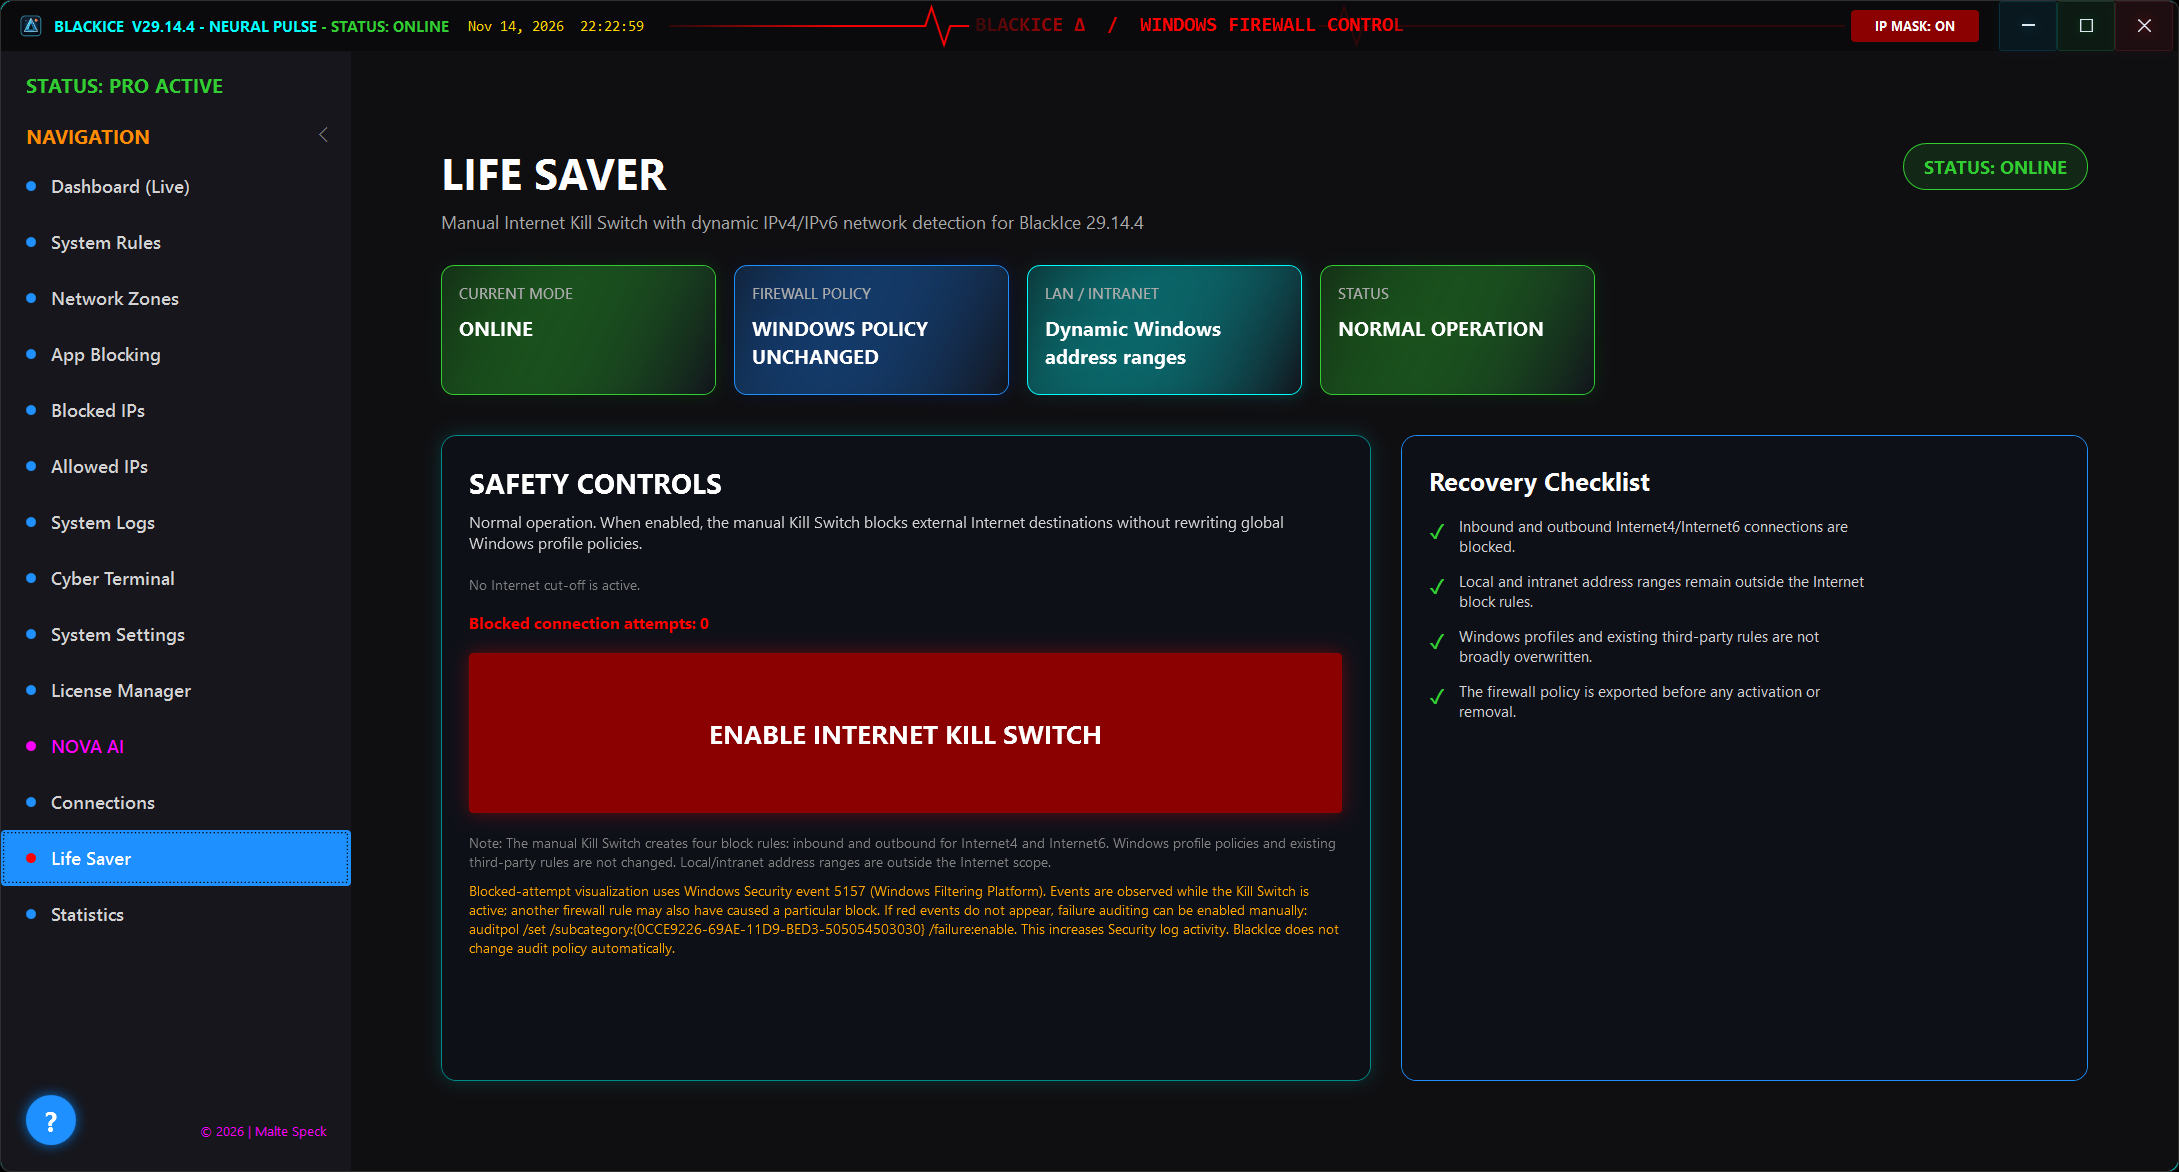 BLACKICE V29.14.4 - NEURAL PULSE - STATUS: ONLINE Nov 14, 2026 22:22:59
BLACKICE Δ / WINDOWS FIREWALL CONTROL
IP MASK: ON
STATUS: PRO ACTIVE
NAVIGATION
Dashboard (Live)
System Rules
Network Zones
App Blocking
Blocked IPs
Allowed IPs
System Logs
Cyber Terminal
System Settings
License Manager
NOVA AI
Connections
Life Saver
Statistics
?
© 2026 | Malte Speck
LIFE SAVER
STATUS: ONLINE
Manual Internet Kill Switch with dynamic IPv4/IPv6 network detection for BlackIce 29.14.4
CURRENT MODE
ONLINE
FIREWALL POLICY
WINDOWS POLICY
UNCHANGED
LAN / INTRANET
Dynamic Windows
address ranges
STATUS
NORMAL OPERATION
SAFETY CONTROLS
Normal operation. When enabled, the manual Kill Switch blocks external Internet destinations without rewriting global
Windows profile policies.
No Internet cut-off is active.
Blocked connection attempts: 0
ENABLE INTERNET KILL SWITCH
Note: The manual Kill Switch creates four block rules: inbound and outbound for Internet4 and Internet6. Windows profile policies and existing
third-party rules are not changed. Local/intranet address ranges are outside the Internet scope.
Blocked-attempt visualization uses Windows Security event 5157 (Windows Filtering Platform). Events are observed while the Kill Switch is
active; another firewall rule may also have caused a particular block. If red events do not appear, failure auditing can be enabled manually:
auditpol /set /subcategory:{0CCE9226-69AE-11D9-BED3-505054503030} /failure:enable. This increases Security log activity. BlackIce does not
change audit policy automatically.
Recovery Checklist
✓ Inbound and outbound Internet4/Internet6 connections are
blocked.
✓ Local and intranet address ranges remain outside the Internet
block rules.
✓ Windows profiles and existing third-party rules are not
broadly overwritten.
✓ The firewall policy is exported before any activation or
removal.